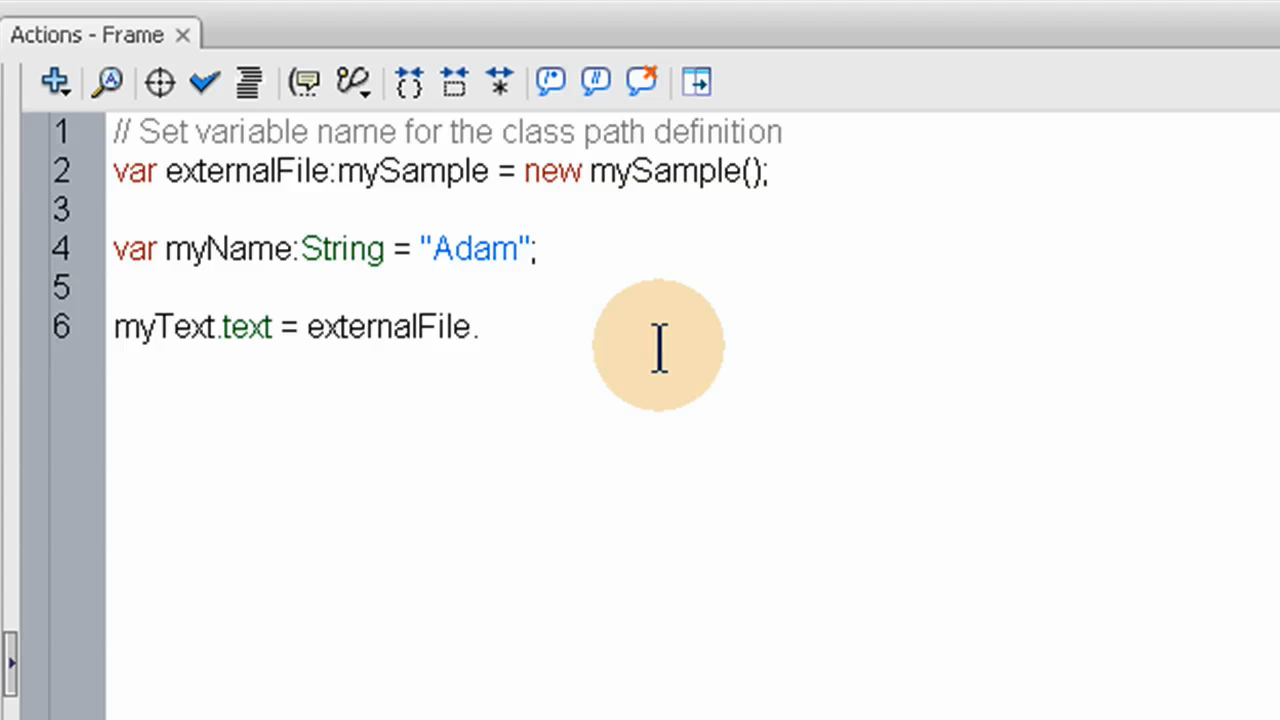 Actions - Frame
1 // Set variable name for the class path definition
2 var externalFile:mySample = new mySample();
3
4 var myName:String = "Adam";
5
6 myText.text = externalFile.